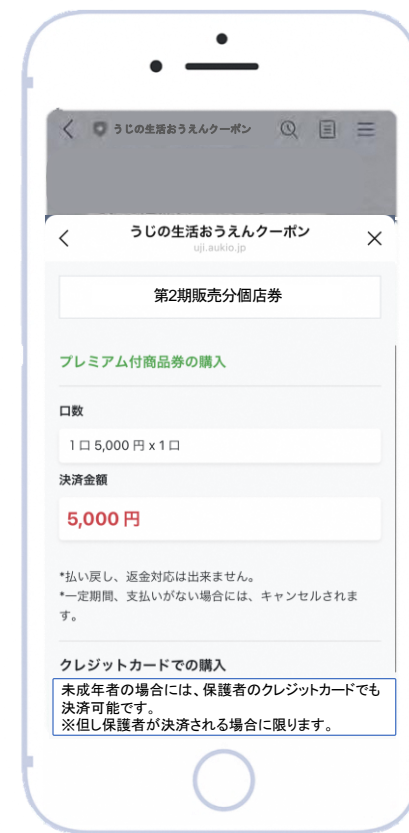 うじの生活おうえんクーポン
うじの生活おうえんクーポン
uji.aukio.jp
第2期販売分個店券
プレミアム付商品券の購入
口数
1口 5,000 円 x 1口
決済金額
5,000 円
*払い戻し、返金対応は出来ません。
*一定期間、支払いがない場合には、キャンセルされま
す。
クレジットカードでの購入
未成年者の場合には、保護者のクレジットカードでも
決済可能です。
※但し保護者が決済される場合に限ります。